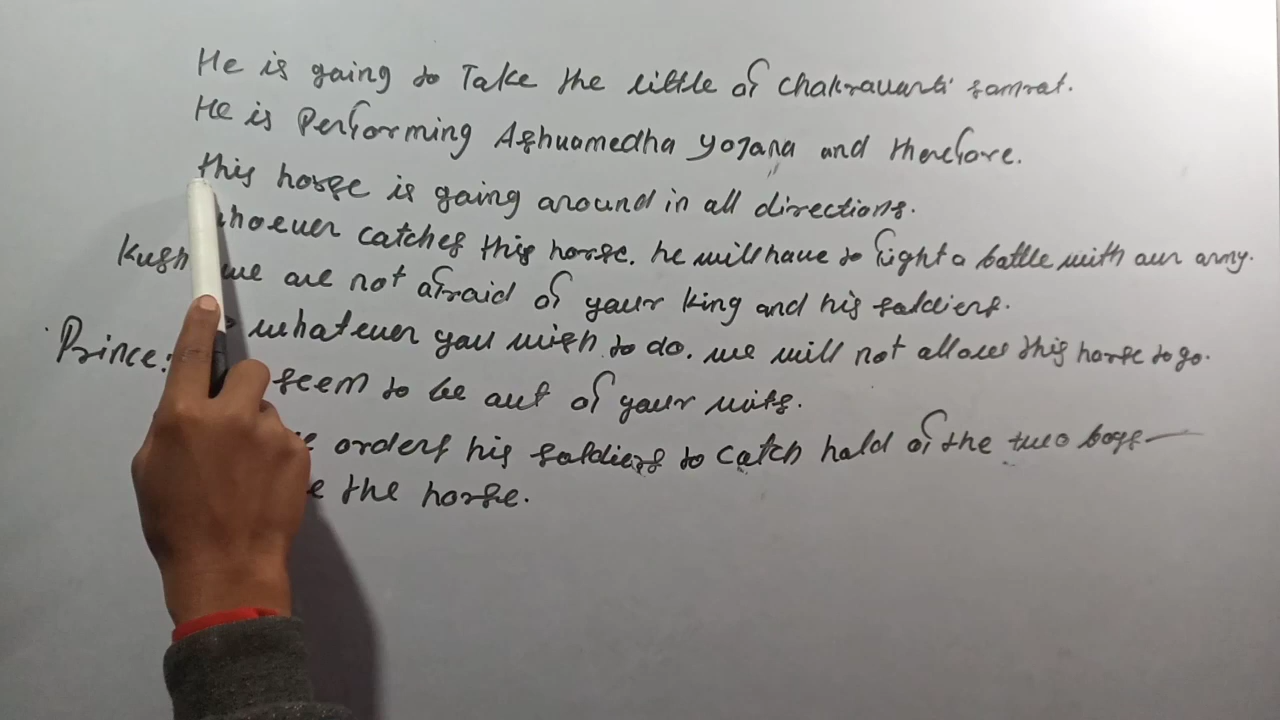 He is going to Take the little of Chakravarti samrat.
He is Performing Ashvamedha yojana and therefore.
this horse is going around in all directions.
whoever catches this horse. he will have to fight a battle with our army.
Kush we are not afraid of your king and his soldiers.
whatever you wish to do. we will not allow this horse to go.
Prince: seem to be out of your wits.
orders his soldiers to catch hold of the two boys
the horse.